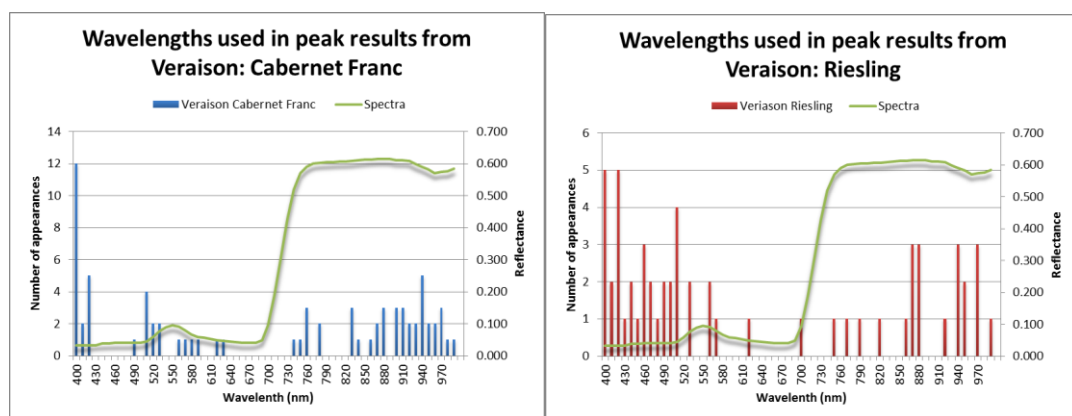 Wavelengths used in peak results from
Veraison: Cabernet Franc
Veraison Cabernet Franc Spectra
14
12
10
8
6
4
2
0
Number of appearances
0.700
0.600
0.500
0.400
0.300
0.200
0.100
0.000
Reflectance
400 430 460 490 520 550 580 610 640 670 700 730 760 790 820 850 880 910 940 970
Wavelenth (nm)
Wavelengths used in peak results from
Veraison: Riesling
Veriason Riesling Spectra
6
5
4
3
2
1
0
Number of appearances
0.700
0.600
0.500
0.400
0.300
0.200
0.100
0.000
Reflectance
400 430 460 490 520 550 580 610 640 670 700 730 760 790 820 850 880 910 940 970
Wavelenth (nm)